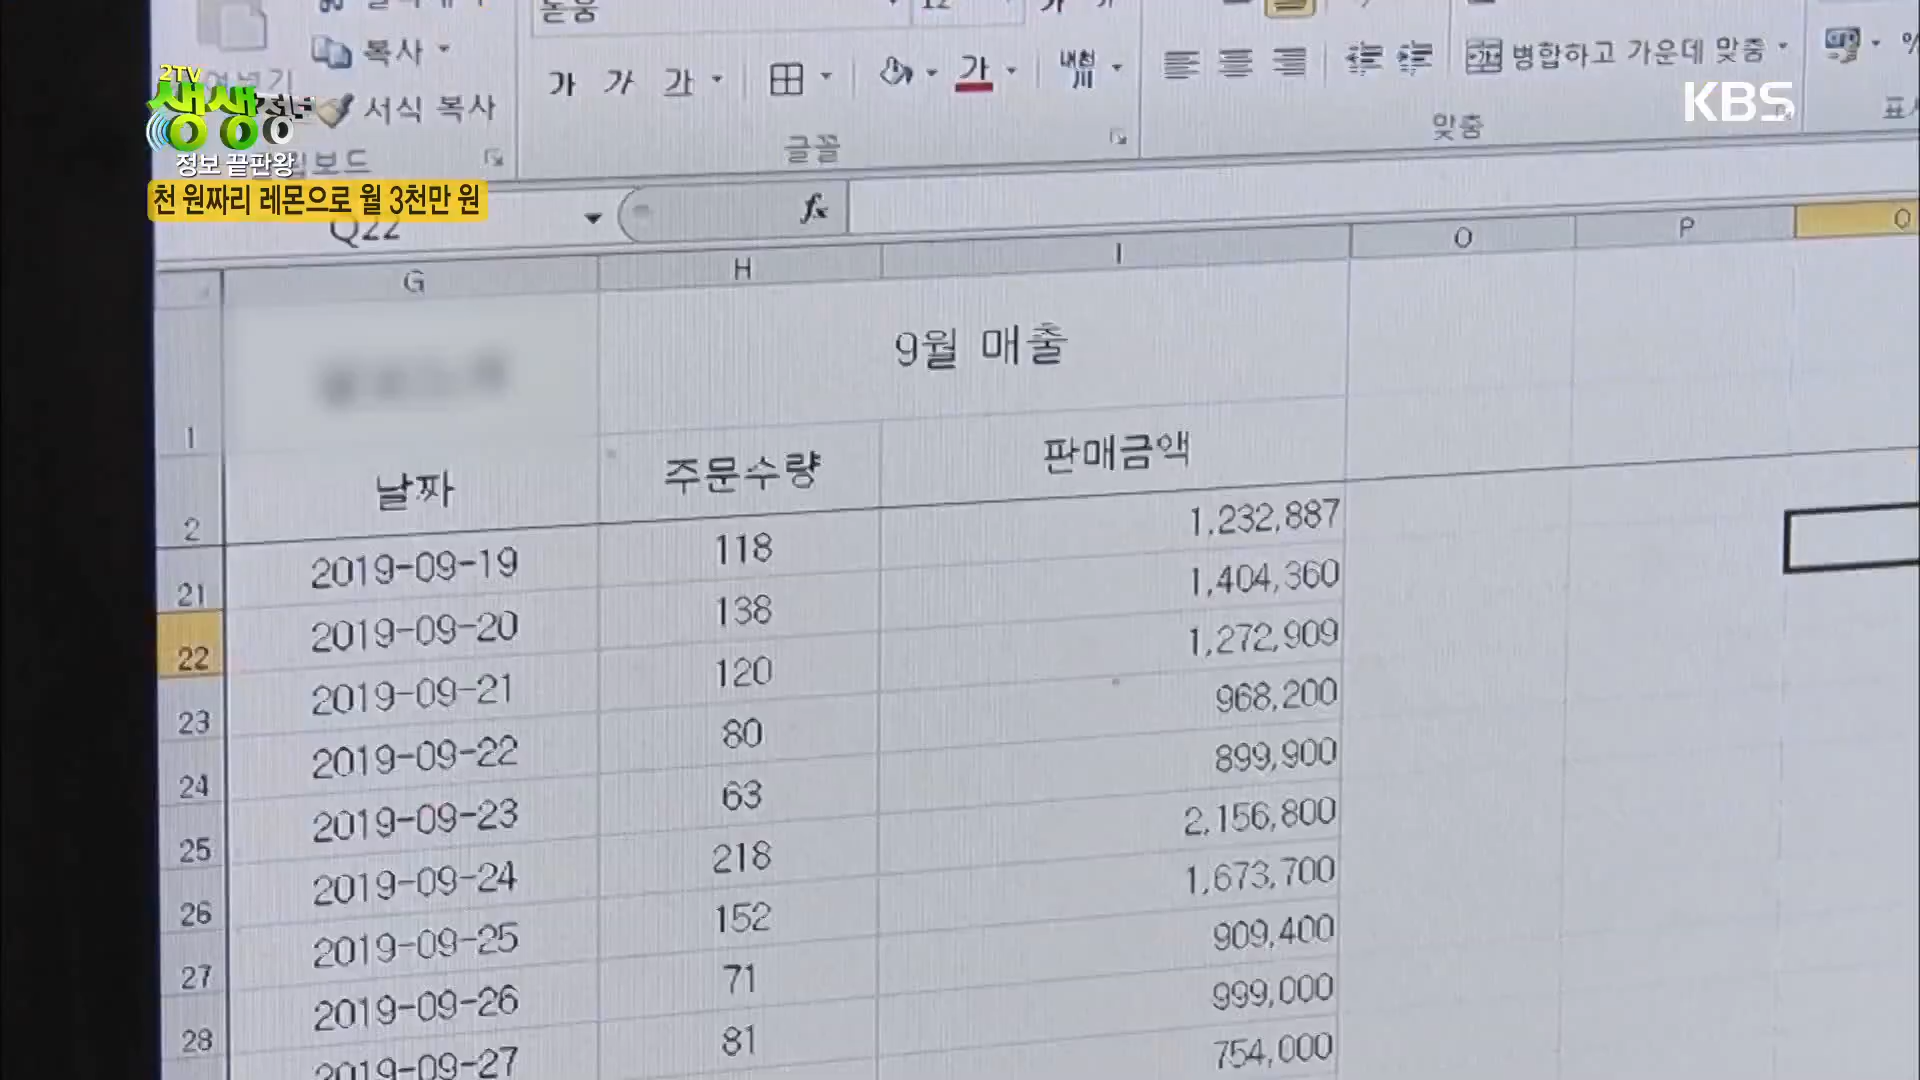 복사
서식 복사
돋움
12
가 가 가
가
내천
川
병합하고 가운데 맞춤
글꼴
맞춤
2TV
생생정보
정보 끝판왕
천 원짜리 레몬으로 월 3천만 원
KBS
Q22
fx
G H I O P Q
1 9월 매출
2 날짜 주문수량 판매금액
21 2019-09-19 118 1,232,887
22 2019-09-20 138 1,404,360
23 2019-09-21 120 1,272,909
24 2019-09-22 80 968,200
25 2019-09-23 63 899,900
26 2019-09-24 218 2,156,800
27 2019-09-25 152 1,673,700
28 2019-09-26 71 909,400
2019-09-27 81 999,000
754,000